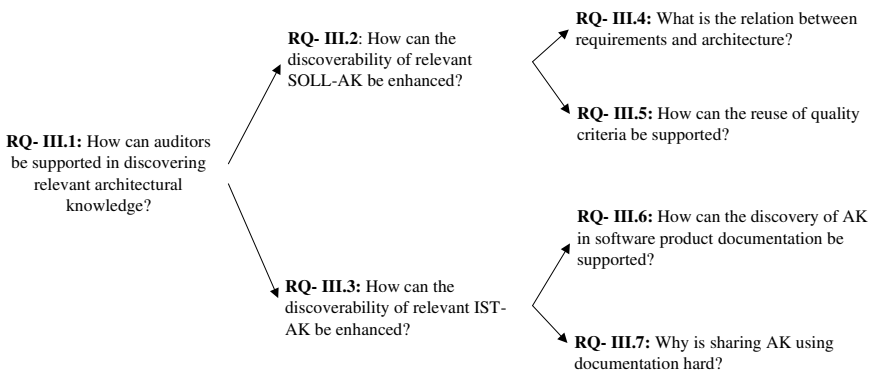 RQ- III.1: How can auditors
be supported in discovering
relevant architectural
knowledge?
RQ- III.2: How can the
discoverability of relevant
SOLL-AK be enhanced?
RQ- III.3: How can the
discoverability of relevant IST-
AK be enhanced?
RQ- III.4: What is the relation between
requirements and architecture?
RQ- III.5: How can the reuse of quality
criteria be supported?
RQ- III.6: How can the discovery of AK
in software product documentation be
supported?
RQ- III.7: Why is sharing AK using
documentation hard?